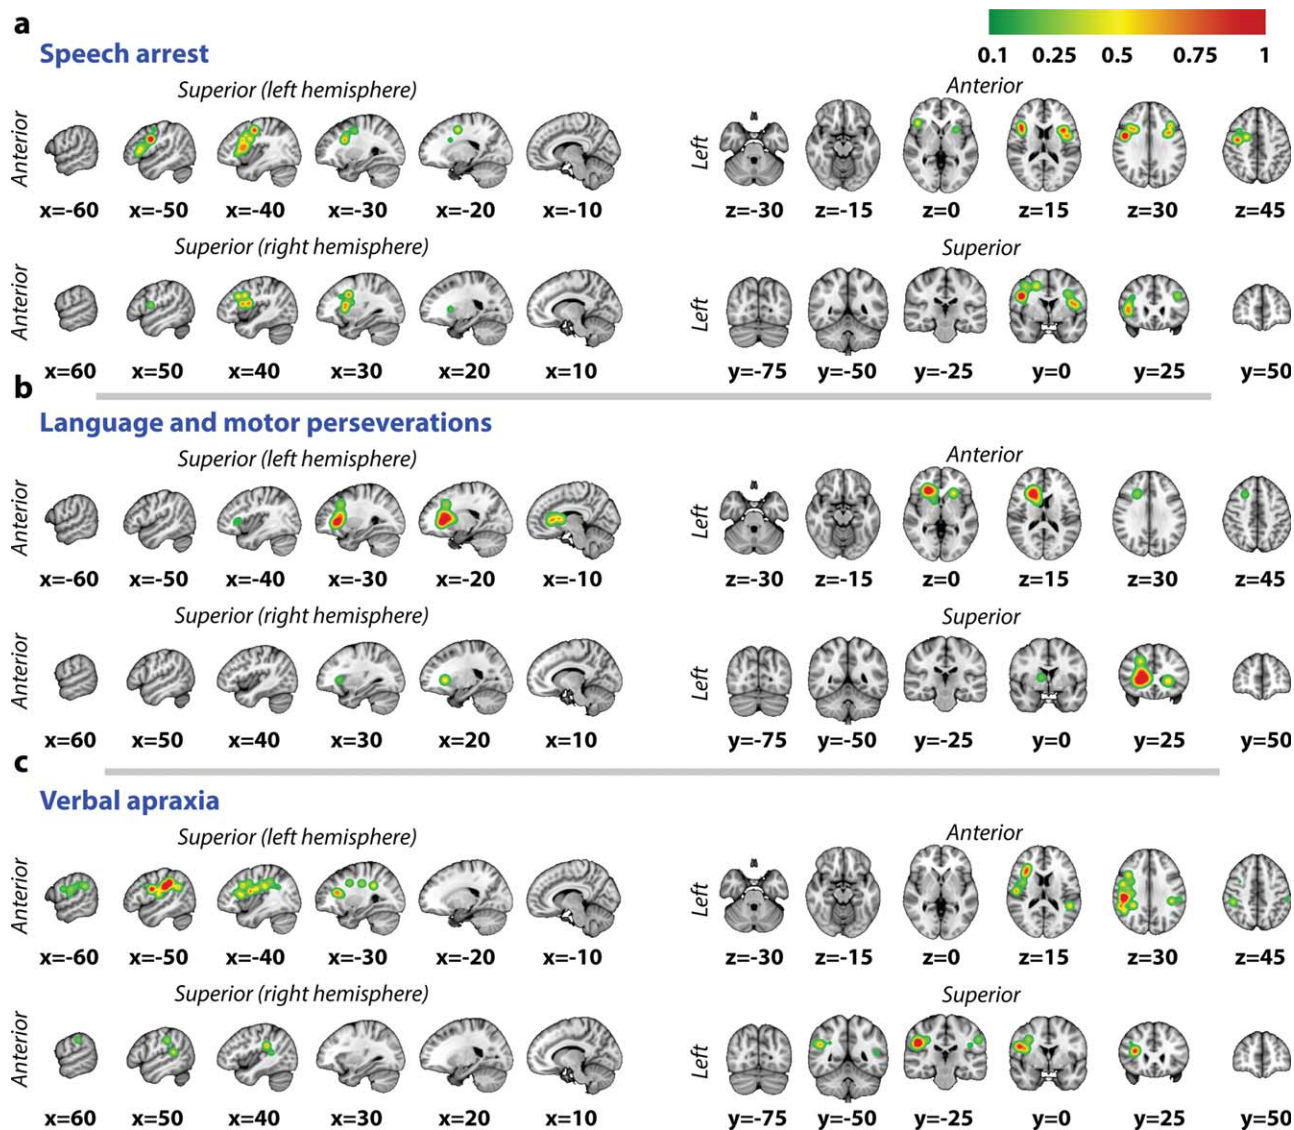 a
Speech arrest
0.1 0.25 0.5 0.75 1
Superior (left hemisphere)
Anterior
Anterior
Left
x=-60 x=-50 x=-40 x=-30 x=-20 x=-10
z=-30 z=-15 z=0 z=15 z=30 z=45
Superior (right hemisphere)
Superior
Anterior
Left
x=60 x=50 x=40 x=30 x=20 x=10
y=-75 y=-50 y=-25 y=0 y=25 y=50
b
Language and motor perseverations
Superior (left hemisphere)
Anterior
Anterior
Left
x=-60 x=-50 x=-40 x=-30 x=-20 x=-10
z=-30 z=-15 z=0 z=15 z=30 z=45
Superior (right hemisphere)
Superior
Anterior
Left
x=60 x=50 x=40 x=30 x=20 x=10
y=-75 y=-50 y=-25 y=0 y=25 y=50
c
Verbal apraxia
Superior (left hemisphere)
Anterior
Anterior
Left
x=-60 x=-50 x=-40 x=-30 x=-20 x=-10
z=-30 z=-15 z=0 z=15 z=30 z=45
Superior (right hemisphere)
Superior
Anterior
Left
x=60 x=50 x=40 x=30 x=20 x=10
y=-75 y=-50 y=-25 y=0 y=25 y=50